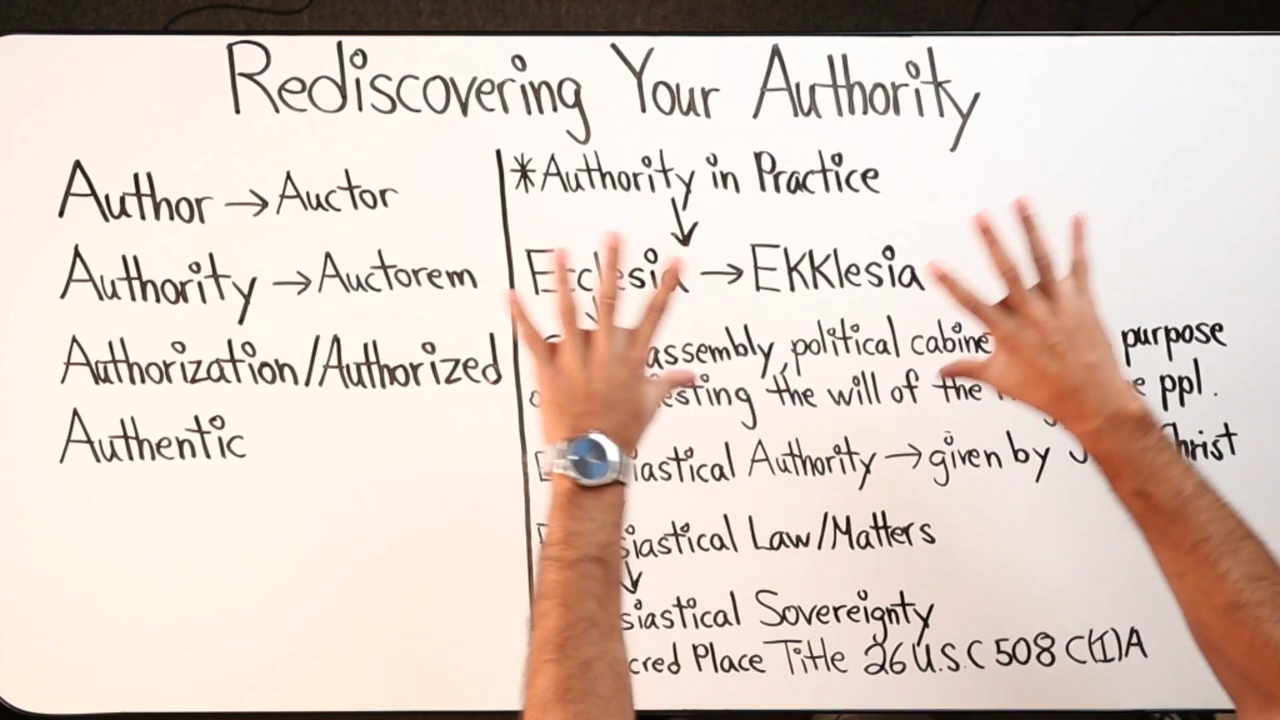 Rediscovering Your Authority
Author → Auctor
Authority → Auctorem
Authorization/Authorized
Authentic
*Authority in Practice
↓
Ecclesia → EKKlesia
assembly, political cabine purpose
esting the will of the ppl.
iastical Authority → given by hrist
siastical Law/Matters
↓
siastical Sovereignty
cred Place Title 26 U.S.C 508 C(1)A